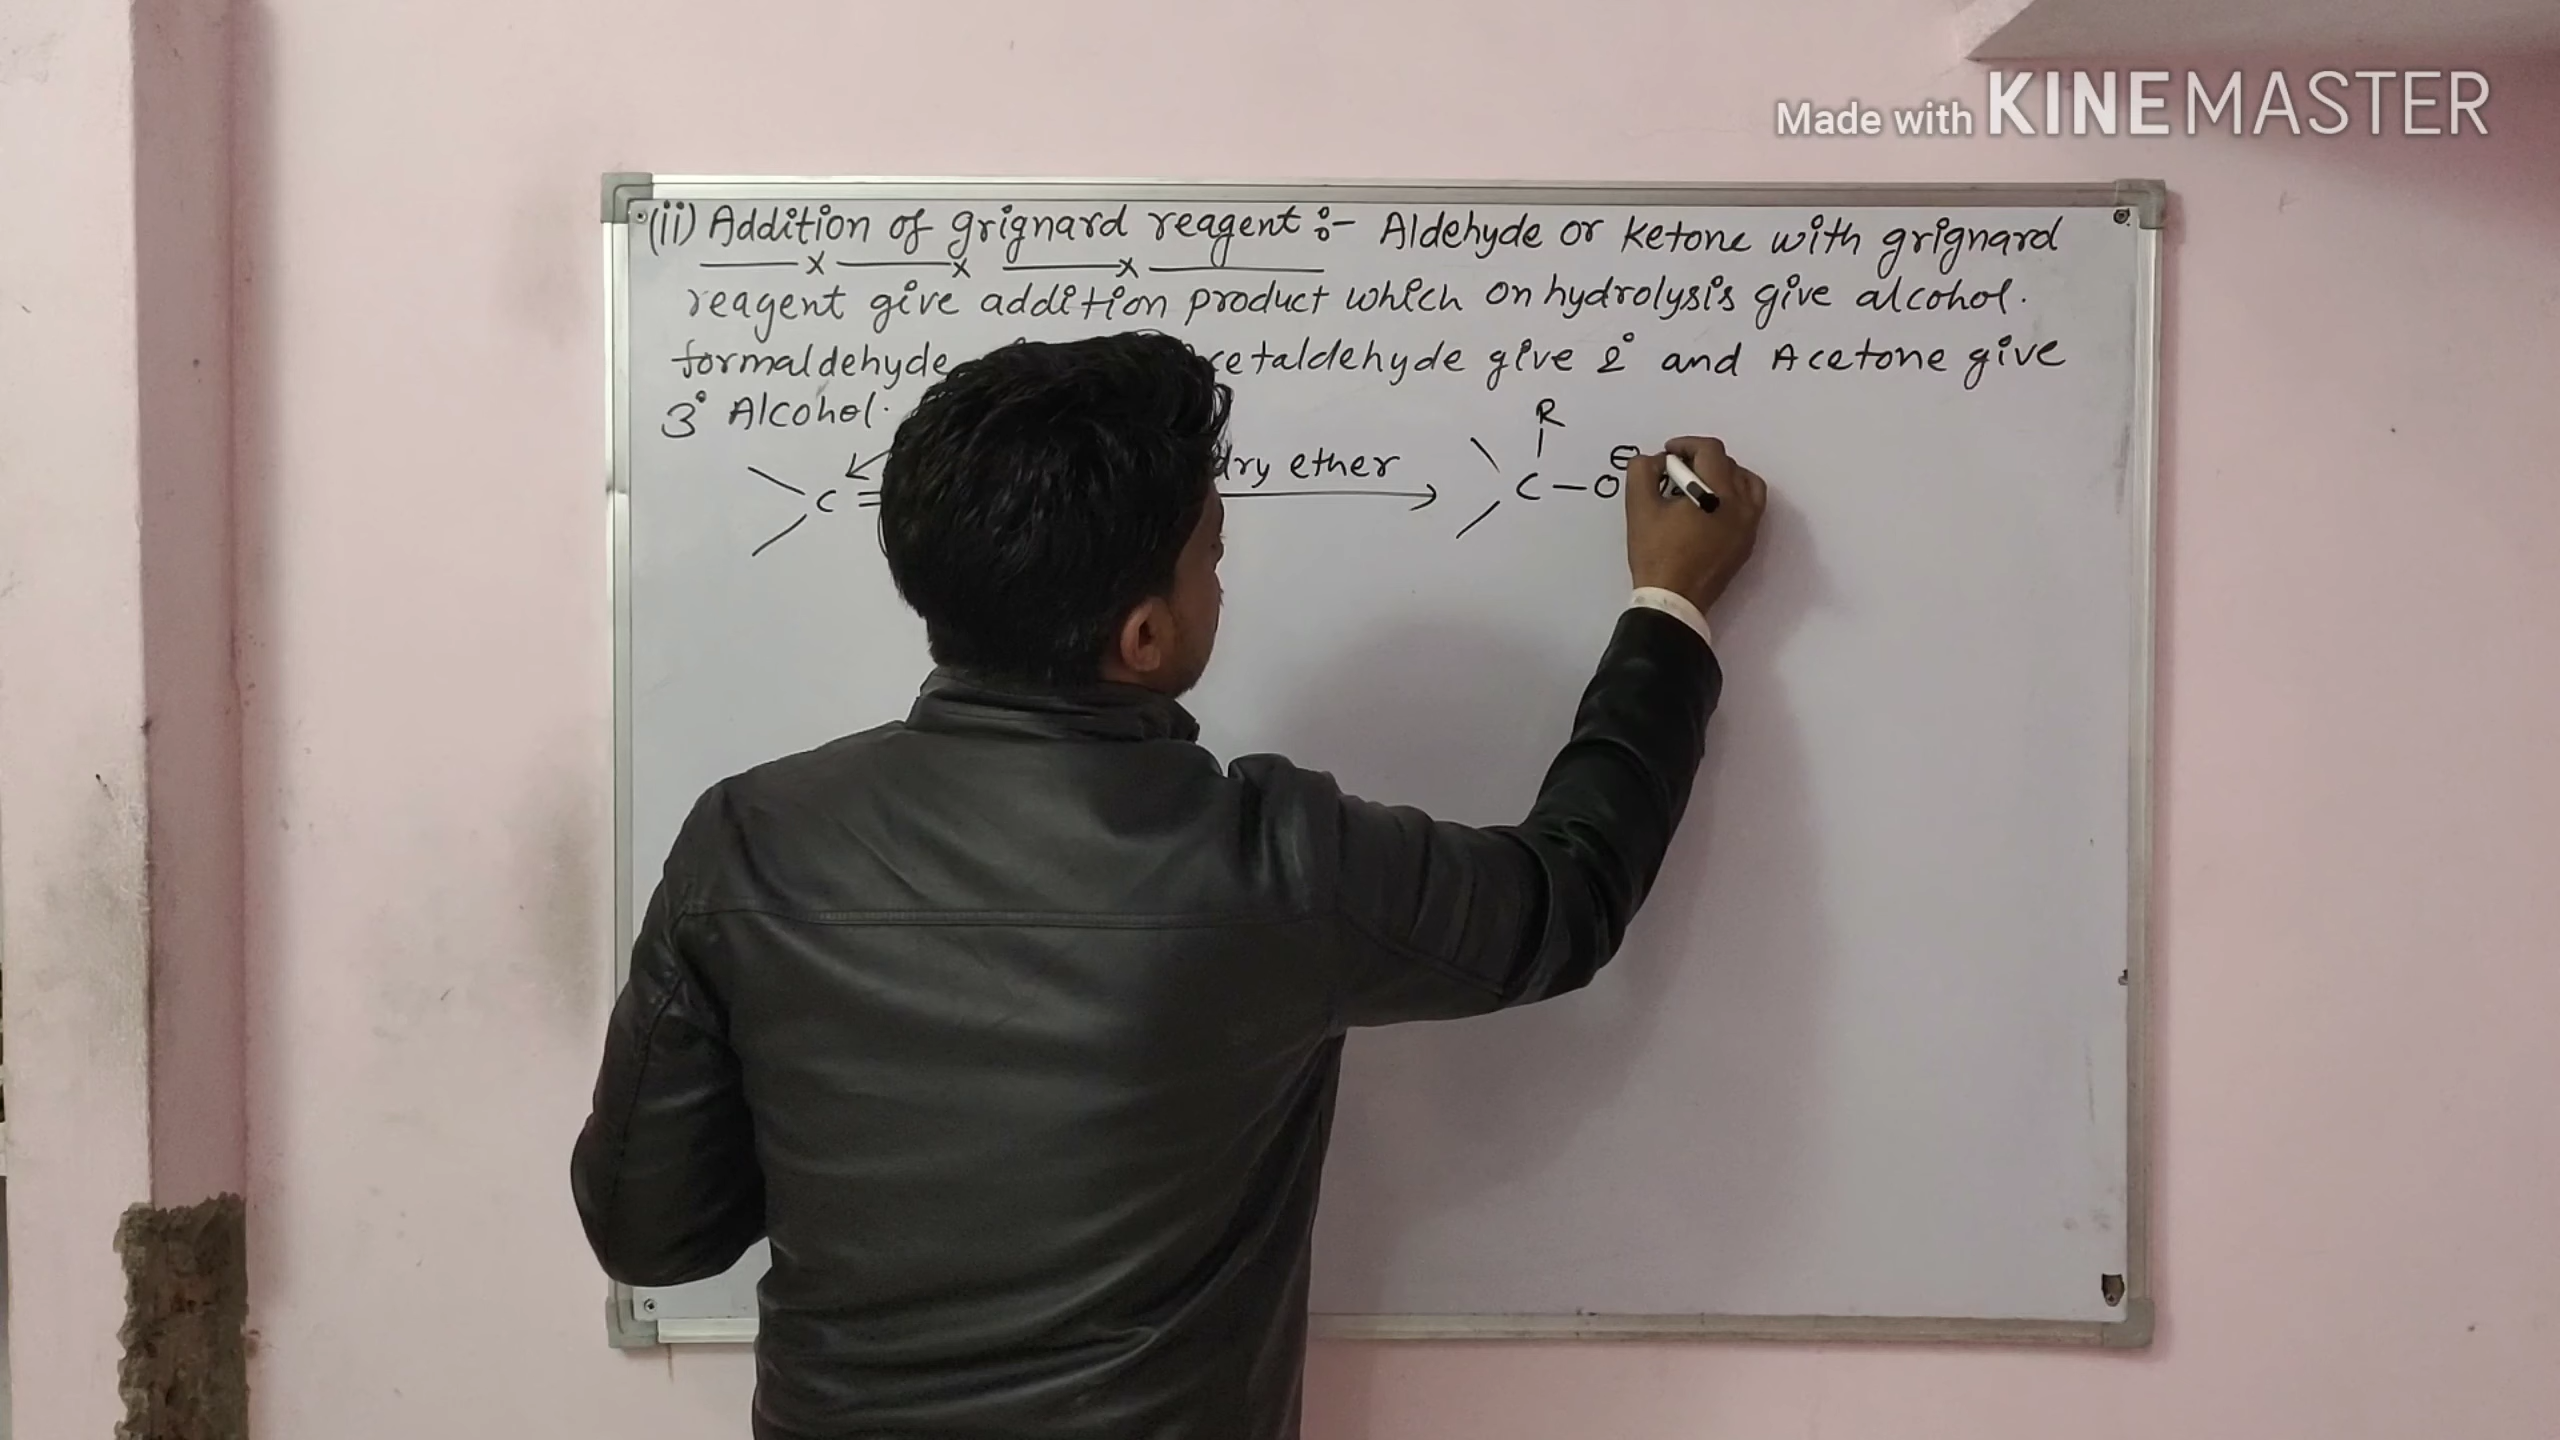 Made with KINEMASTER
(ii) Addition of grignard reagent :- Aldehyde or ketone with grignard
reagent give addition product which on hydrolysis give alcohol.
formaldehyde cetaldehyde give 2° and Acetone give
3° Alcohol.
R
C = dry ether C — O ⊖